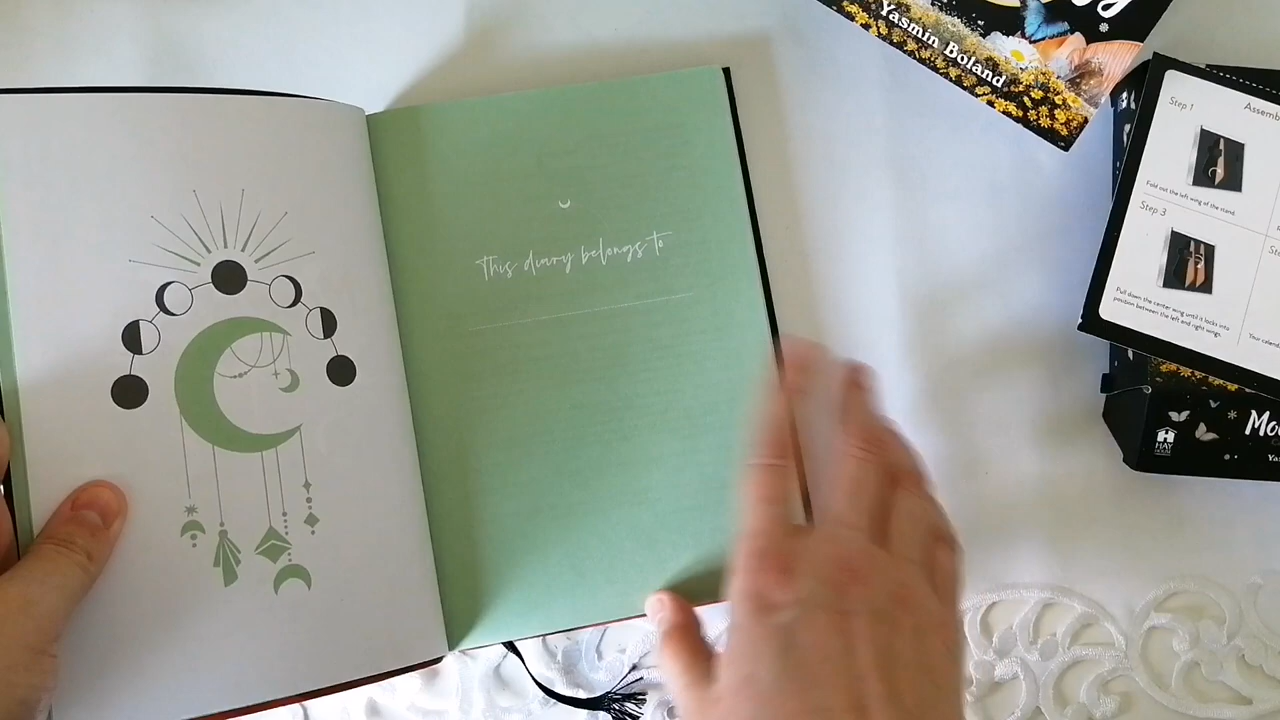 This diary belongs to
Yasmin Boland
Step 1
Fold out the left wing of the stand.
Step 3
Pull down the center wing until it locks into
position between the left and right wings.
Your
HAY
HOUSE